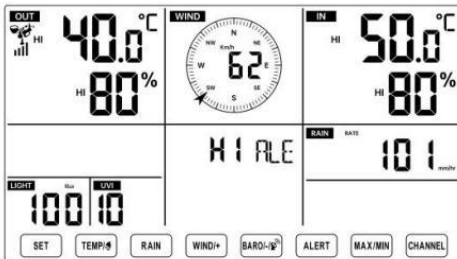 OUT
HI 40.0 °C
HI 80 %
WIND
N
NW NE
Km/h
W 62 E
SW SE
S
IN
HI 50.0 °C
HI 80 %
HI ALE
RAIN RATE
101 mm/hr
LIGHT Klux
100
UVI
10
SET TEMP/ RAIN WIND/+ BARO/-/ ALERT MAX/MIN CHANNEL